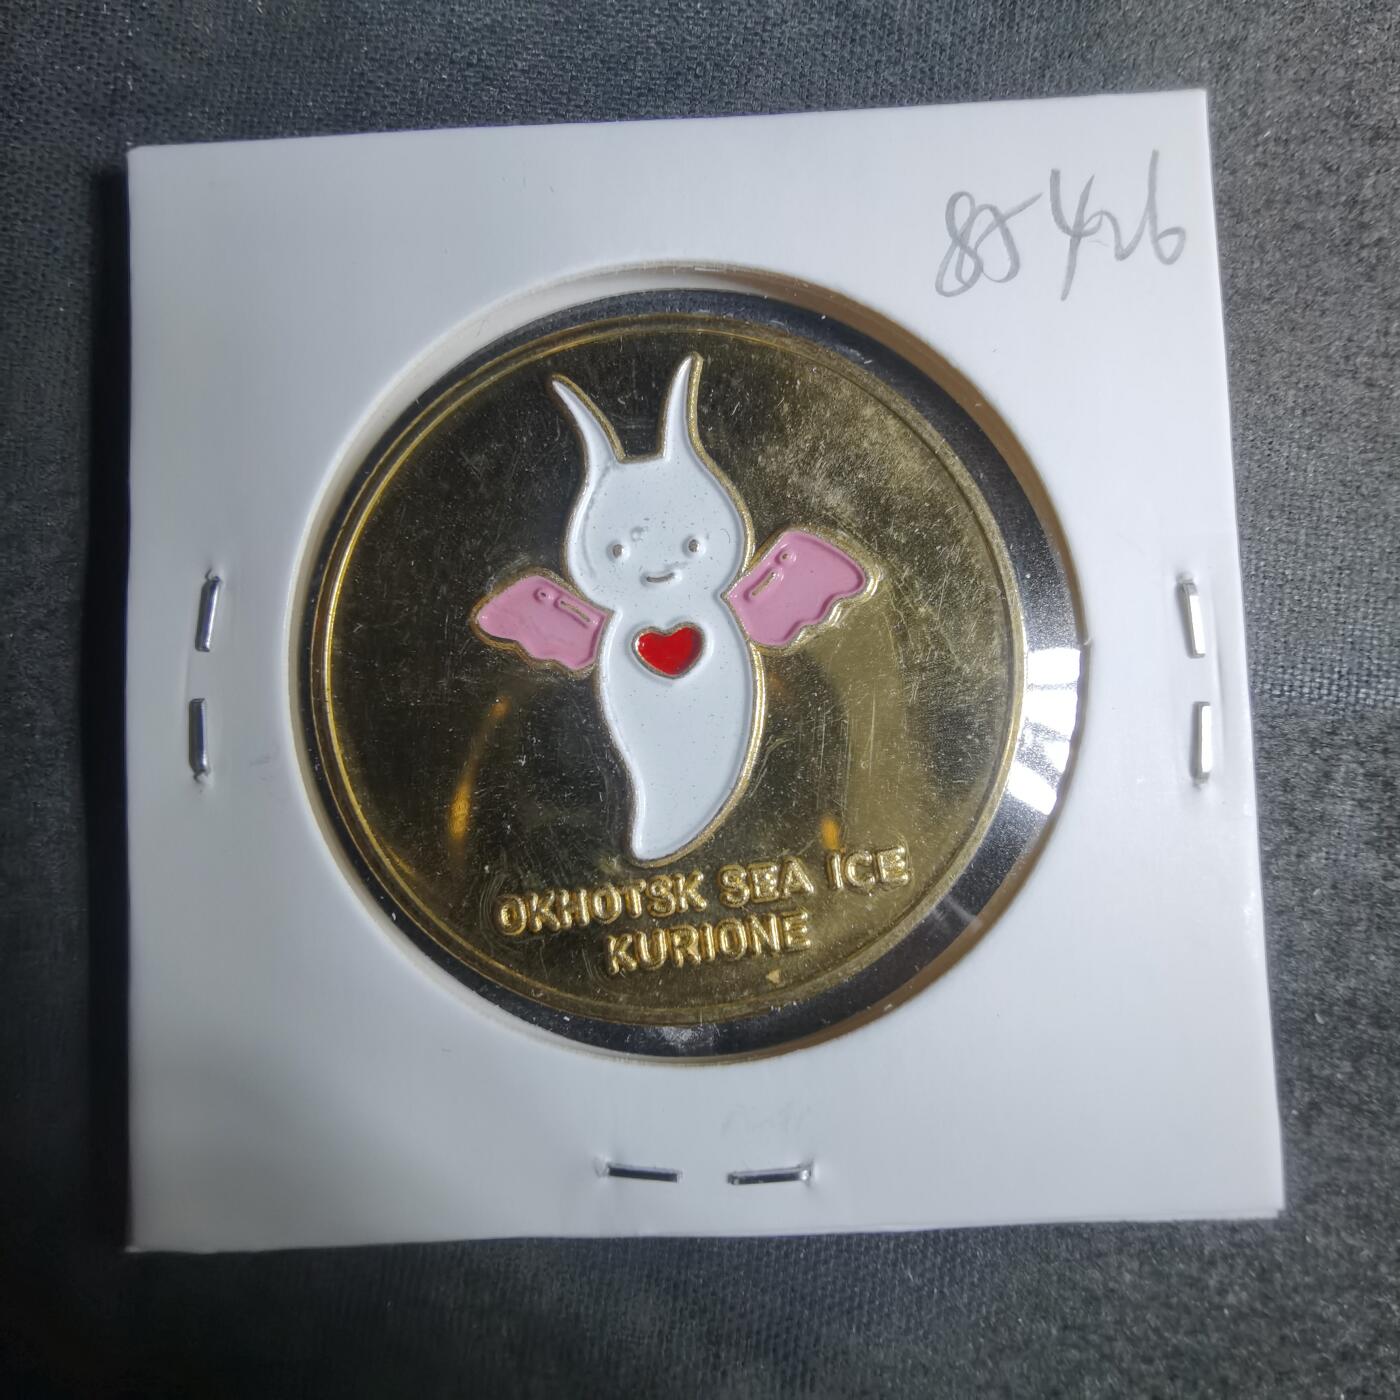 85426
OKHOTSK SEA ICE
KURIONE